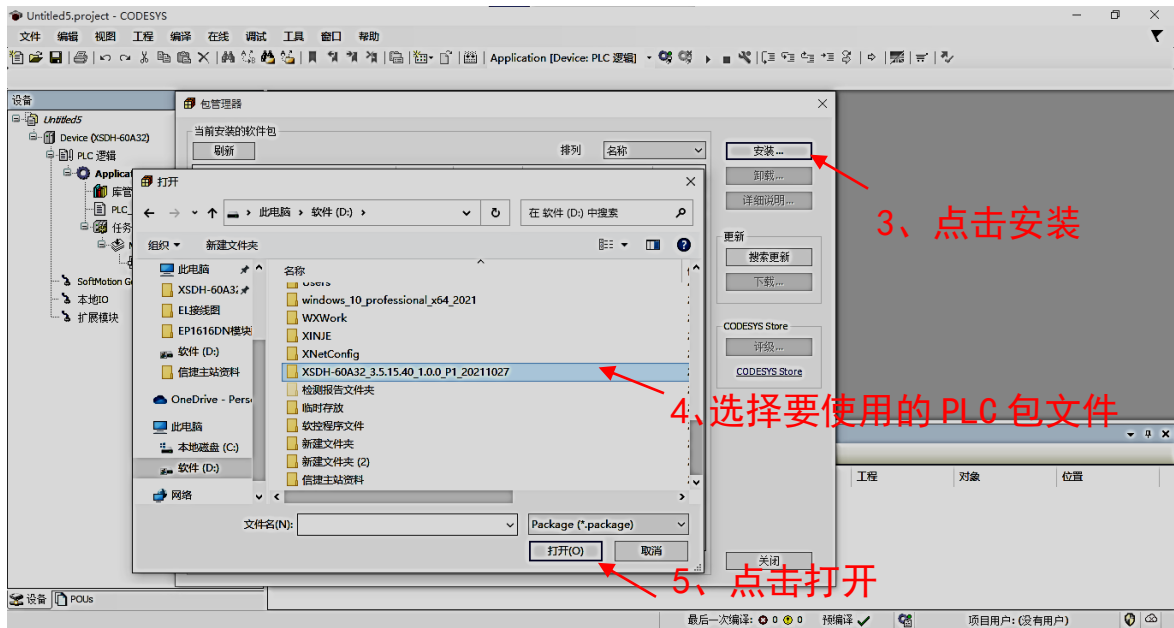 Untitled5.project - CODESYS
文件 编辑 视图 工程 编译 在线 调试 工具 窗口 帮助
Application [Device: PLC 逻辑]
设备
Untitled5
Device (XSDH-60A32)
PLC 逻辑
Applicat
库管
PLC_
任务
SoftMotion G
本地IO
扩展模块
包管理器
当前安装的软件包
刷新
排列 名称
安装...
卸载...
详细说明...
更新
搜索更新
下载...
CODESYS Store
评级...
CODESYS Store
关闭
打开
此电脑 › 软件 (D:) ›
在 软件 (D:) 中搜索
组织 新建文件夹
此电脑
XSDH-60A32
EL接线图
EP1616DN模块
软件 (D:)
信捷主站资料
OneDrive - Pers
此电脑
本地磁盘 (C:)
软件 (D:)
网络
名称
Users
windows_10_professional_x64_2021
WXWork
XINJE
XNetConfig
XSDH-60A32_3.5.15.40_1.0.0_P1_20211027
检测报告文件夹
临时存放
软控程序文件
新建文件夹
新建文件夹 (2)
信捷主站资料
文件名(N):
Package (*.package)
打开(O) 取消
3、点击安装
4、选择要使用的 PLC 包文件
5、点击打开
工程 对象 位置
设备 POUs
最后一次编译: 0 0 预编译 项目用户: (没有用户)